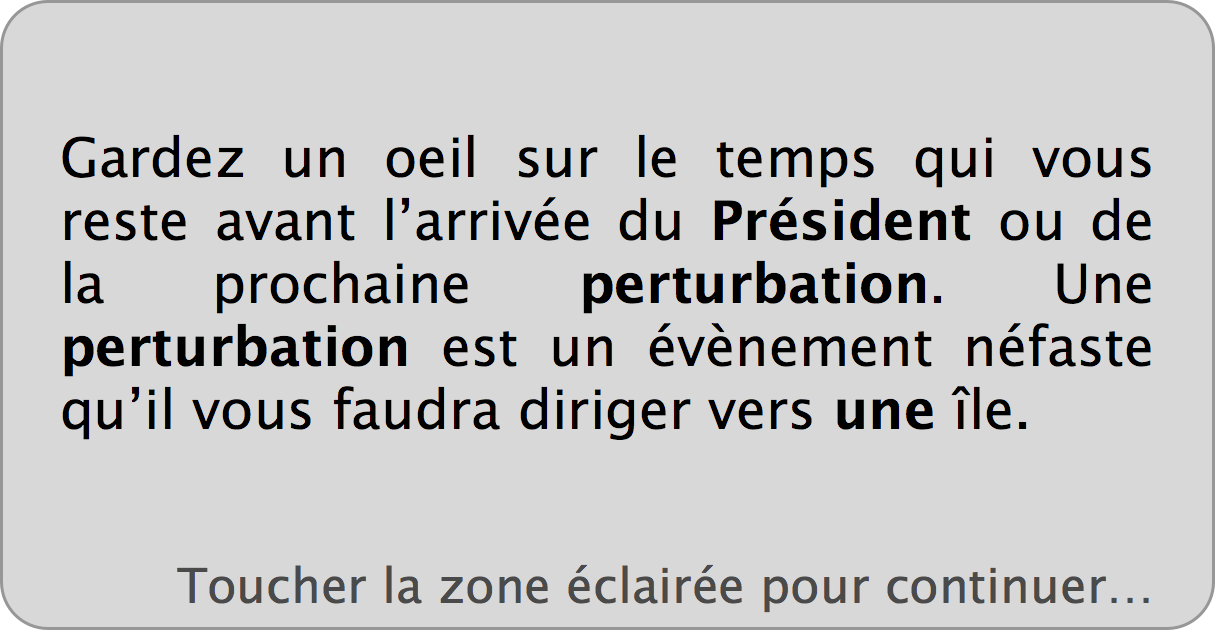 Gardez un oeil sur le temps qui vous
reste avant l’arrivée du Président ou de
la prochaine perturbation. Une
perturbation est un évènement néfaste
qu’il vous faudra diriger vers une île.
Toucher la zone éclairée pour continuer…